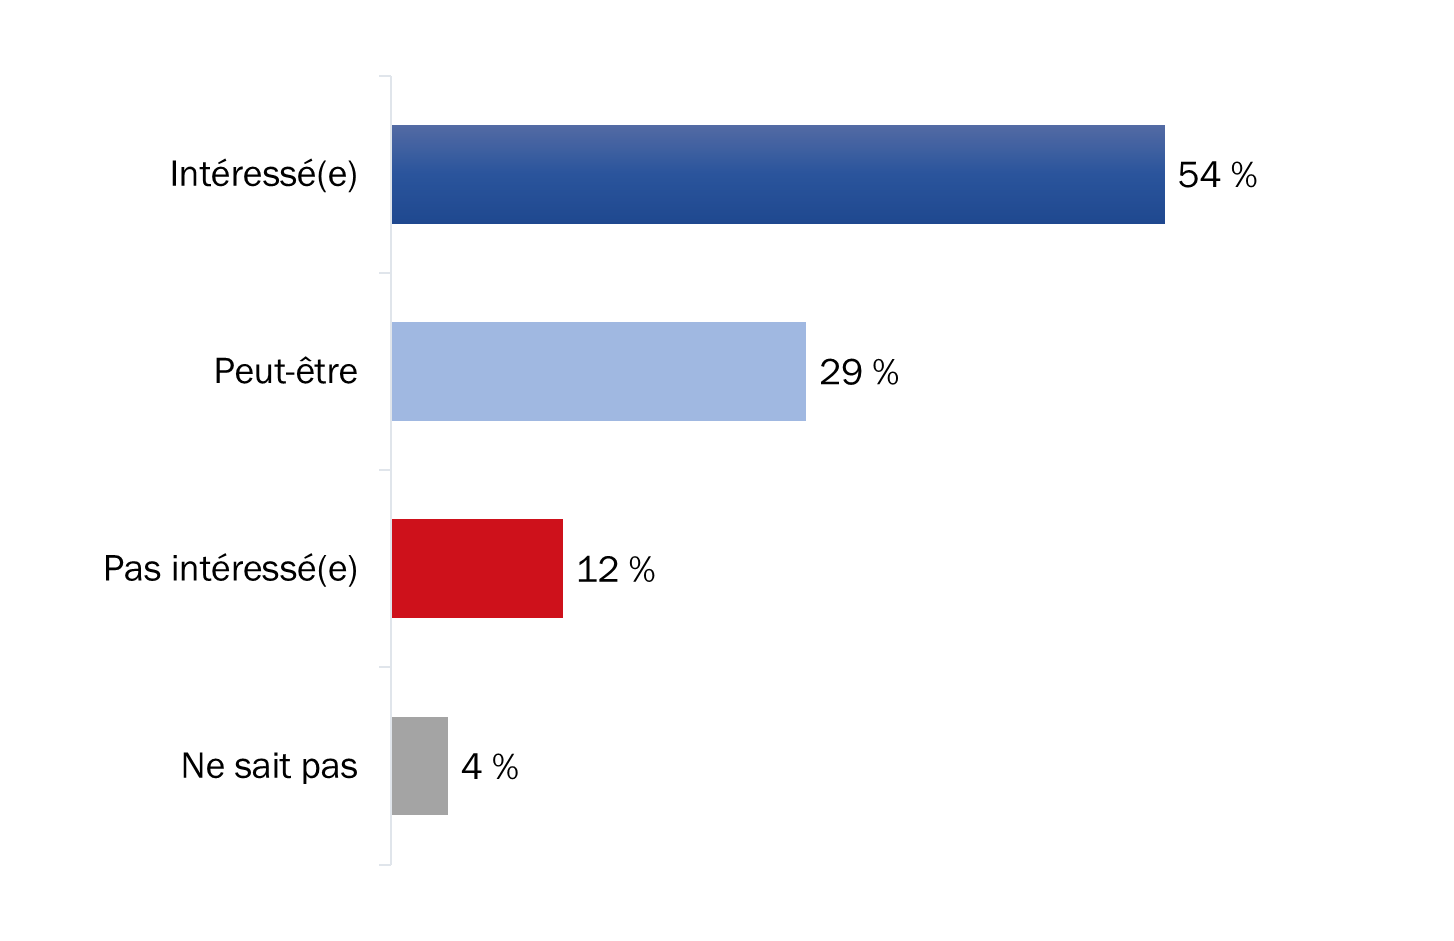 Intéressé(e) 54 %
Peut-être 29 %
Pas intéressé(e) 12 %
Ne sait pas 4 %